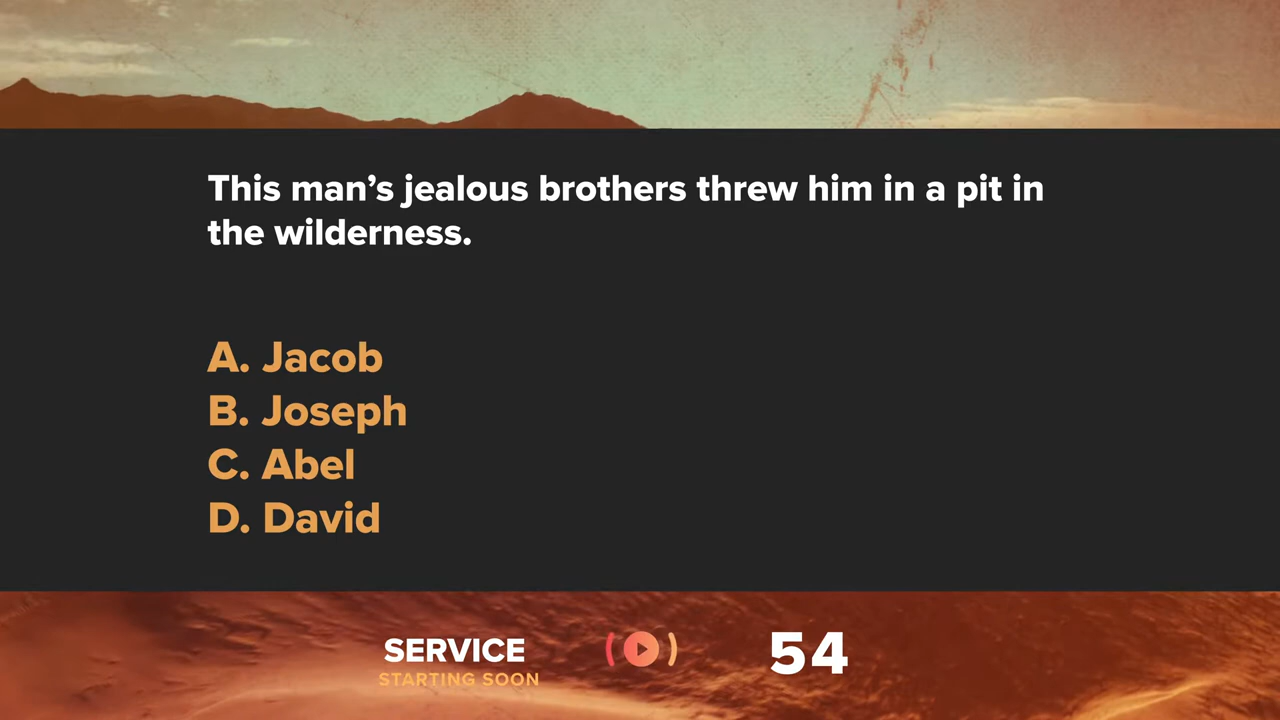 This man’s jealous brothers threw him in a pit in
the wilderness.
A. Jacob
B. Joseph
C. Abel
D. David
SERVICE
STARTING SOON
54